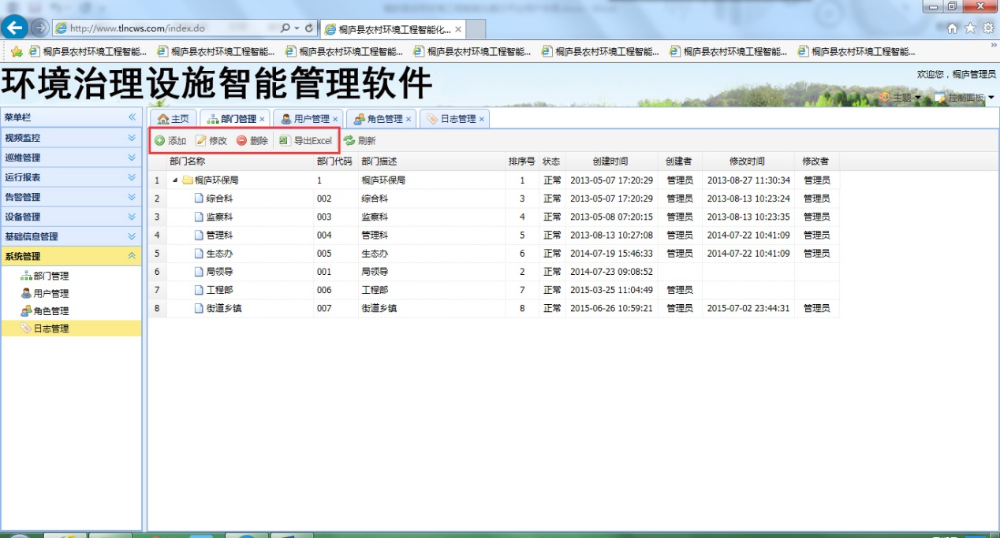 http://www.tlncws.com/index.do
桐庐县农村环境工程智能化...
桐庐县农村环境工程智能... 桐庐县农村环境工程智能... 桐庐县农村环境工程智能... 桐庐县农村环境工程智能... 桐庐县农村环境工程智能... 桐庐县农村环境工程智能... 桐庐县农村环境工程智能...
环境治理设施智能管理软件
欢迎您，桐庐管理员
主题 控制面板
菜单栏
视频监控
巡维管理
运行报表
告警管理
设备管理
基础信息管理
系统管理
部门管理
用户管理
角色管理
日志管理
主页 部门管理 用户管理 角色管理 日志管理
添加 修改 删除 导出Excel 刷新
部门名称 部门代码 部门描述 排序号 状态 创建时间 创建者 修改时间 修改者
1 桐庐环保局 1 桐庐环保局 1 正常 2013-05-07 17:20:29 管理员 2013-08-27 11:30:34 管理员
2 综合科 002 综合科 3 正常 2013-05-07 17:20:29 管理员 2013-08-13 10:23:24 管理员
3 监察科 003 监察科 4 正常 2013-05-08 07:20:15 管理员 2013-08-13 10:23:35 管理员
4 管理科 004 管理科 5 正常 2013-08-13 10:27:08 管理员 2014-07-22 10:41:09 管理员
5 生态办 005 生态办 6 正常 2014-07-19 15:46:33 管理员 2014-07-22 10:41:09 管理员
6 局领导 001 局领导 2 正常 2014-07-23 09:08:52
7 工程部 006 工程部 7 正常 2015-03-25 11:04:49 管理员
8 街道乡镇 007 街道乡镇 8 正常 2015-06-26 10:59:21 管理员 2015-07-02 23:44:31 管理员